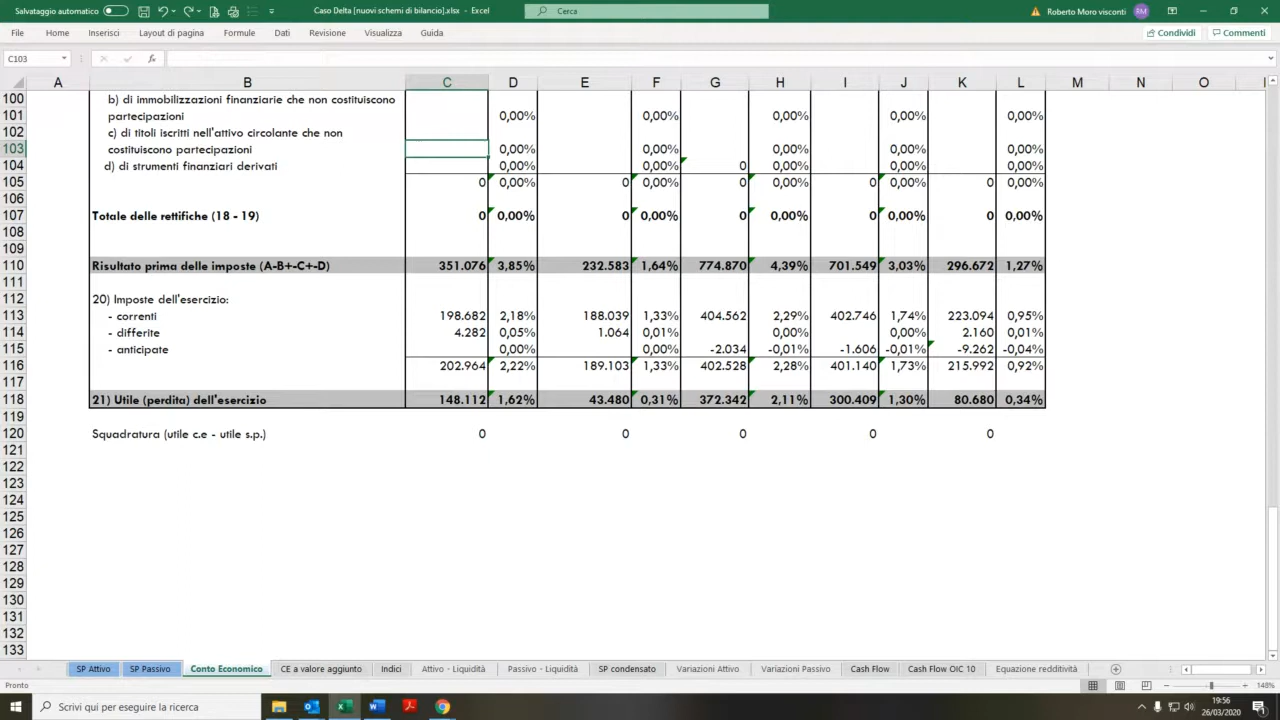 Salvataggio automatico
Caso Delta [nuovi schemi di bilancio].xlsx - Excel
Cerca
Roberto Moro visconti
RM
File Home Inserisci Layout di pagina Formule Dati Revisione Visualizza Guida
Condividi Commenti
C103
fx
A B C D E F G H I J K L M N O
100 b) di immobilizzazioni finanziarie che non costituiscono
101 partecipazioni 0,00% 0,00% 0,00% 0,00% 0,00%
102 c) di titoli iscritti nell'attivo circolante che non
103 costituiscono partecipazioni 0,00% 0,00% 0,00% 0,00% 0,00%
104 d) di strumenti finanziari derivati 0,00% 0,00% 0 0,00% 0,00% 0,00%
105 0 0,00% 0 0,00% 0 0,00% 0 0,00% 0 0,00%
106
107 Totale delle rettifiche (18 - 19) 0 0,00% 0 0,00% 0 0,00% 0 0,00% 0 0,00%
108
109
110 Risultato prima delle imposte (A-B+-C+-D) 351.076 3,85% 232.583 1,64% 774.870 4,39% 701.549 3,03% 296.672 1,27%
111
112 20) Imposte dell'esercizio:
113 - correnti 198.682 2,18% 188.039 1,33% 404.562 2,29% 402.746 1,74% 223.094 0,95%
114 - differite 4.282 0,05% 1.064 0,01% 0,00% 0,00% 2.160 0,01%
115 - anticipate 0,00% 0,00% -2.034 -0,01% -1.606 -0,01% -9.262 -0,04%
116 202.964 2,22% 189.103 1,33% 402.528 2,28% 401.140 1,73% 215.992 0,92%
117
118 21) Utile (perdita) dell'esercizio 148.112 1,62% 43.480 0,31% 372.342 2,11% 300.409 1,30% 80.680 0,34%
119
120 Squadratura (utile c.e - utile s.p.) 0 0 0 0 0
121
122
123
124
125
126
127
128
129
130
131
132
133
SP Attivo SP Passivo Conto Economico CE a valore aggiunto Indici Attivo - Liquidità Passivo - Liquidità SP condensato Variazioni Attivo Variazioni Passivo Cash Flow Cash Flow OIC 10 Equazione redditività
Pronto
148%
Scrivi qui per eseguire la ricerca
19:56
26/03/2020